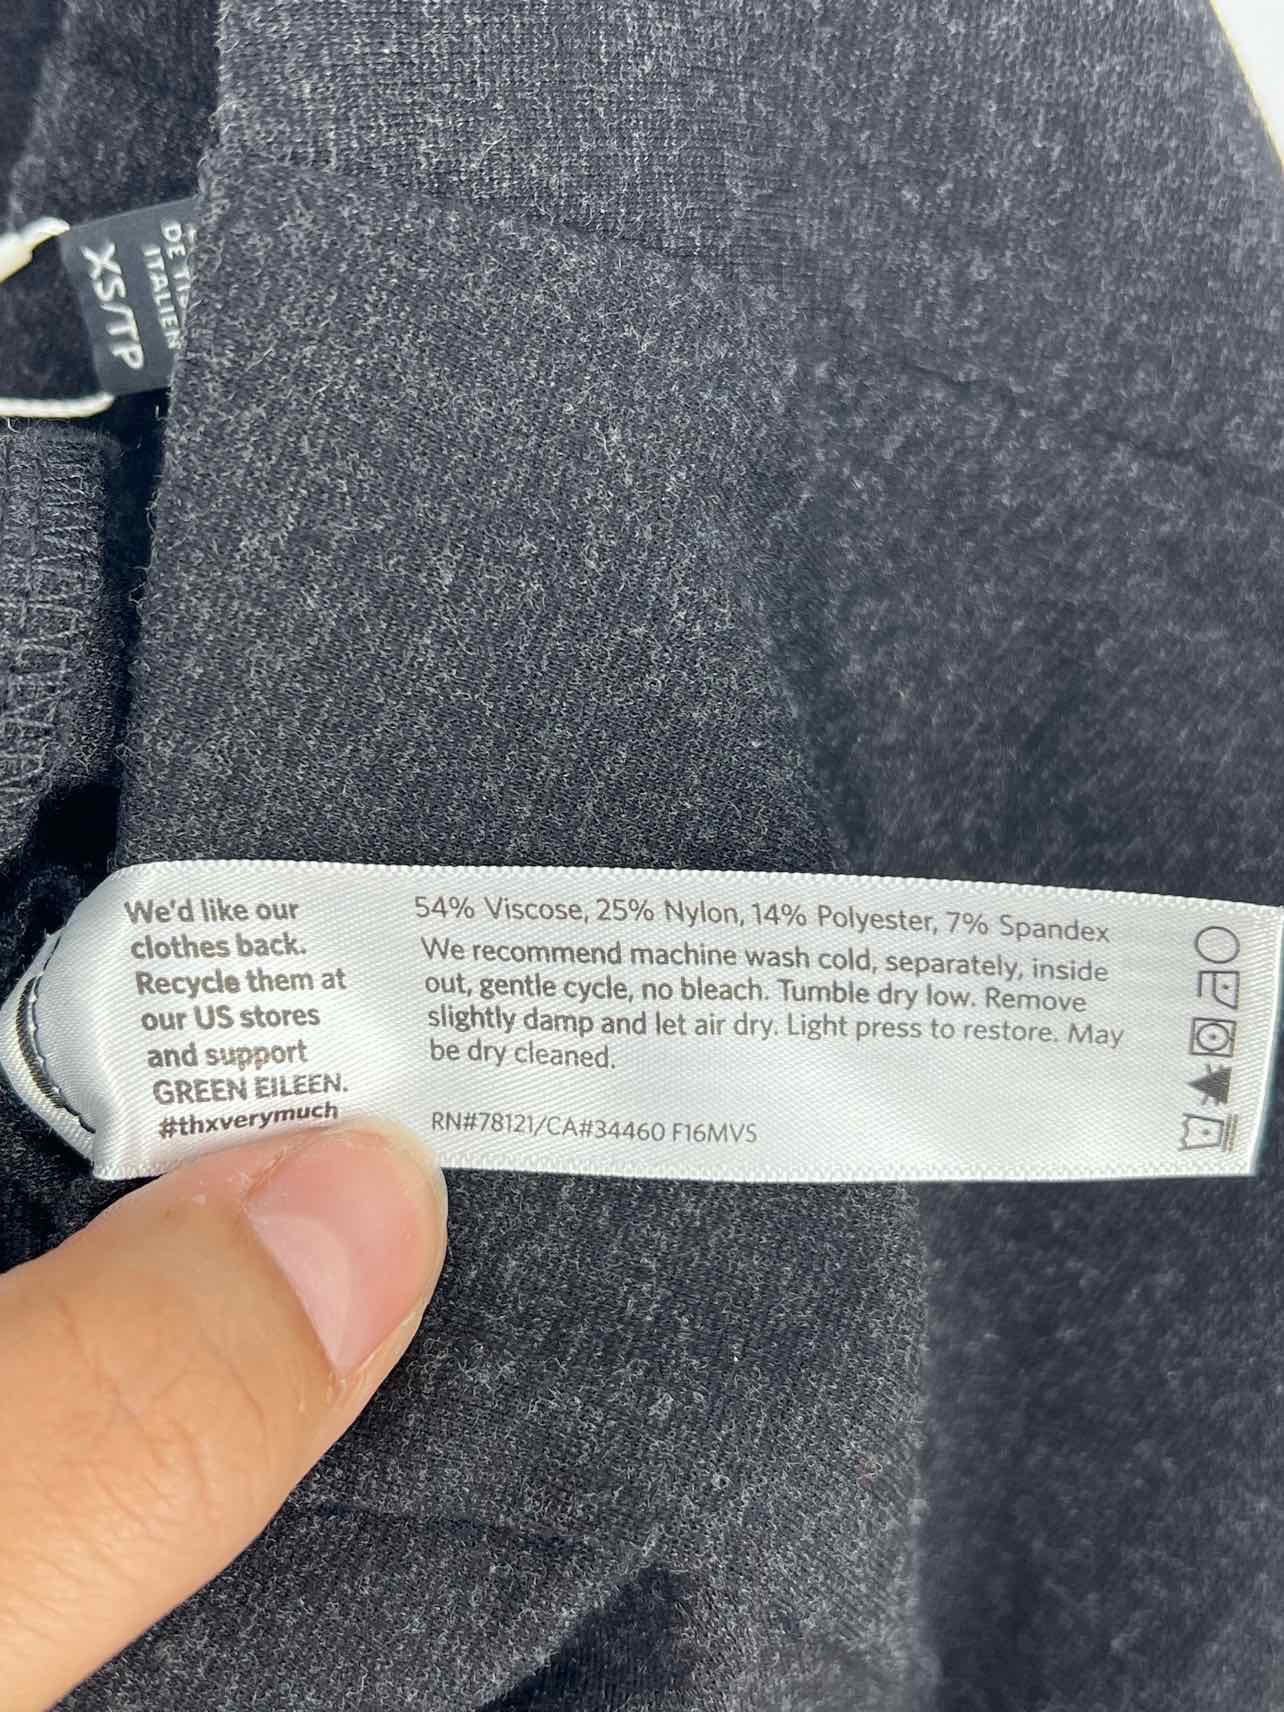 DE TI
ITALIEN
XS/TP
We'd like our
clothes back.
Recycle them at
our US stores
and support
GREEN EILEEN.
#thxverymuch
54% Viscose, 25% Nylon, 14% Polyester, 7% Spandex
We recommend machine wash cold, separately, inside
out, gentle cycle, no bleach. Tumble dry low. Remove
slightly damp and let air dry. Light press to restore. May
be dry cleaned.
RN#78121/CA#34460 F16MVS